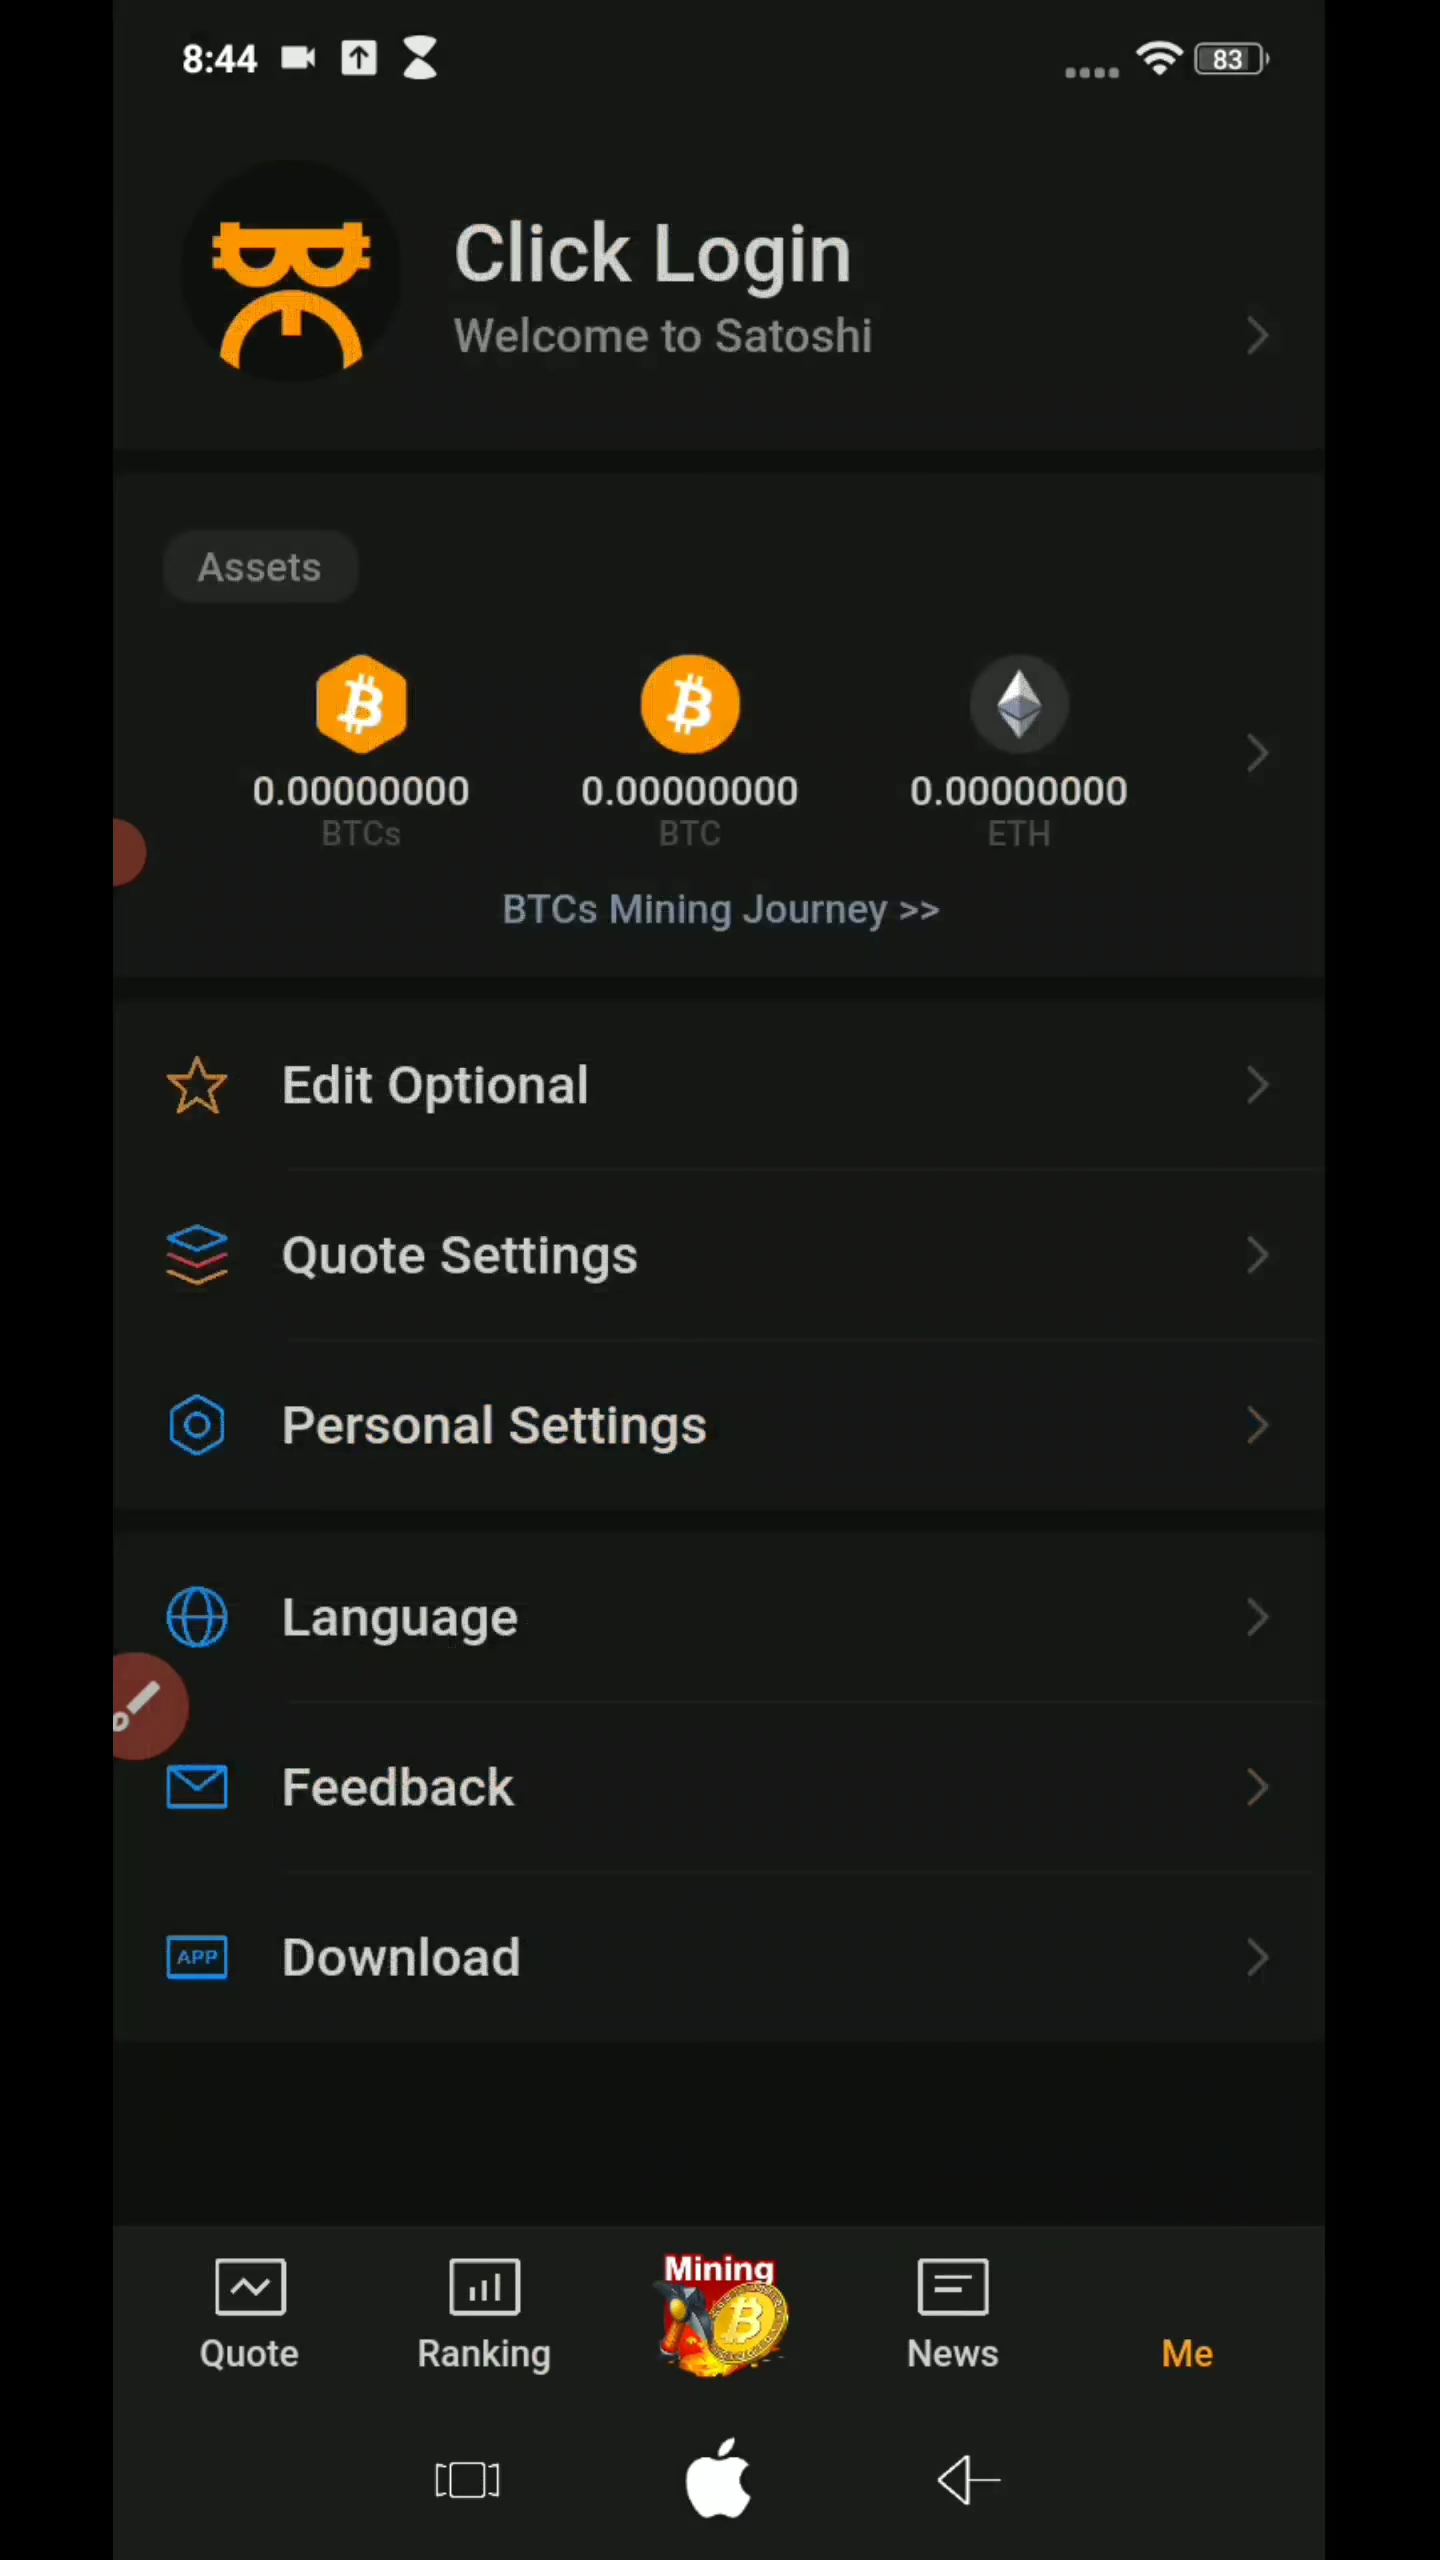 8:44
83
Click Login
Welcome to Satoshi
Assets
0.00000000 0.00000000 0.00000000
BTCs BTC ETH
BTCs Mining Journey >>
Edit Optional
Quote Settings
Personal Settings
Language
Feedback
APP Download
Mining
Quote Ranking News Me